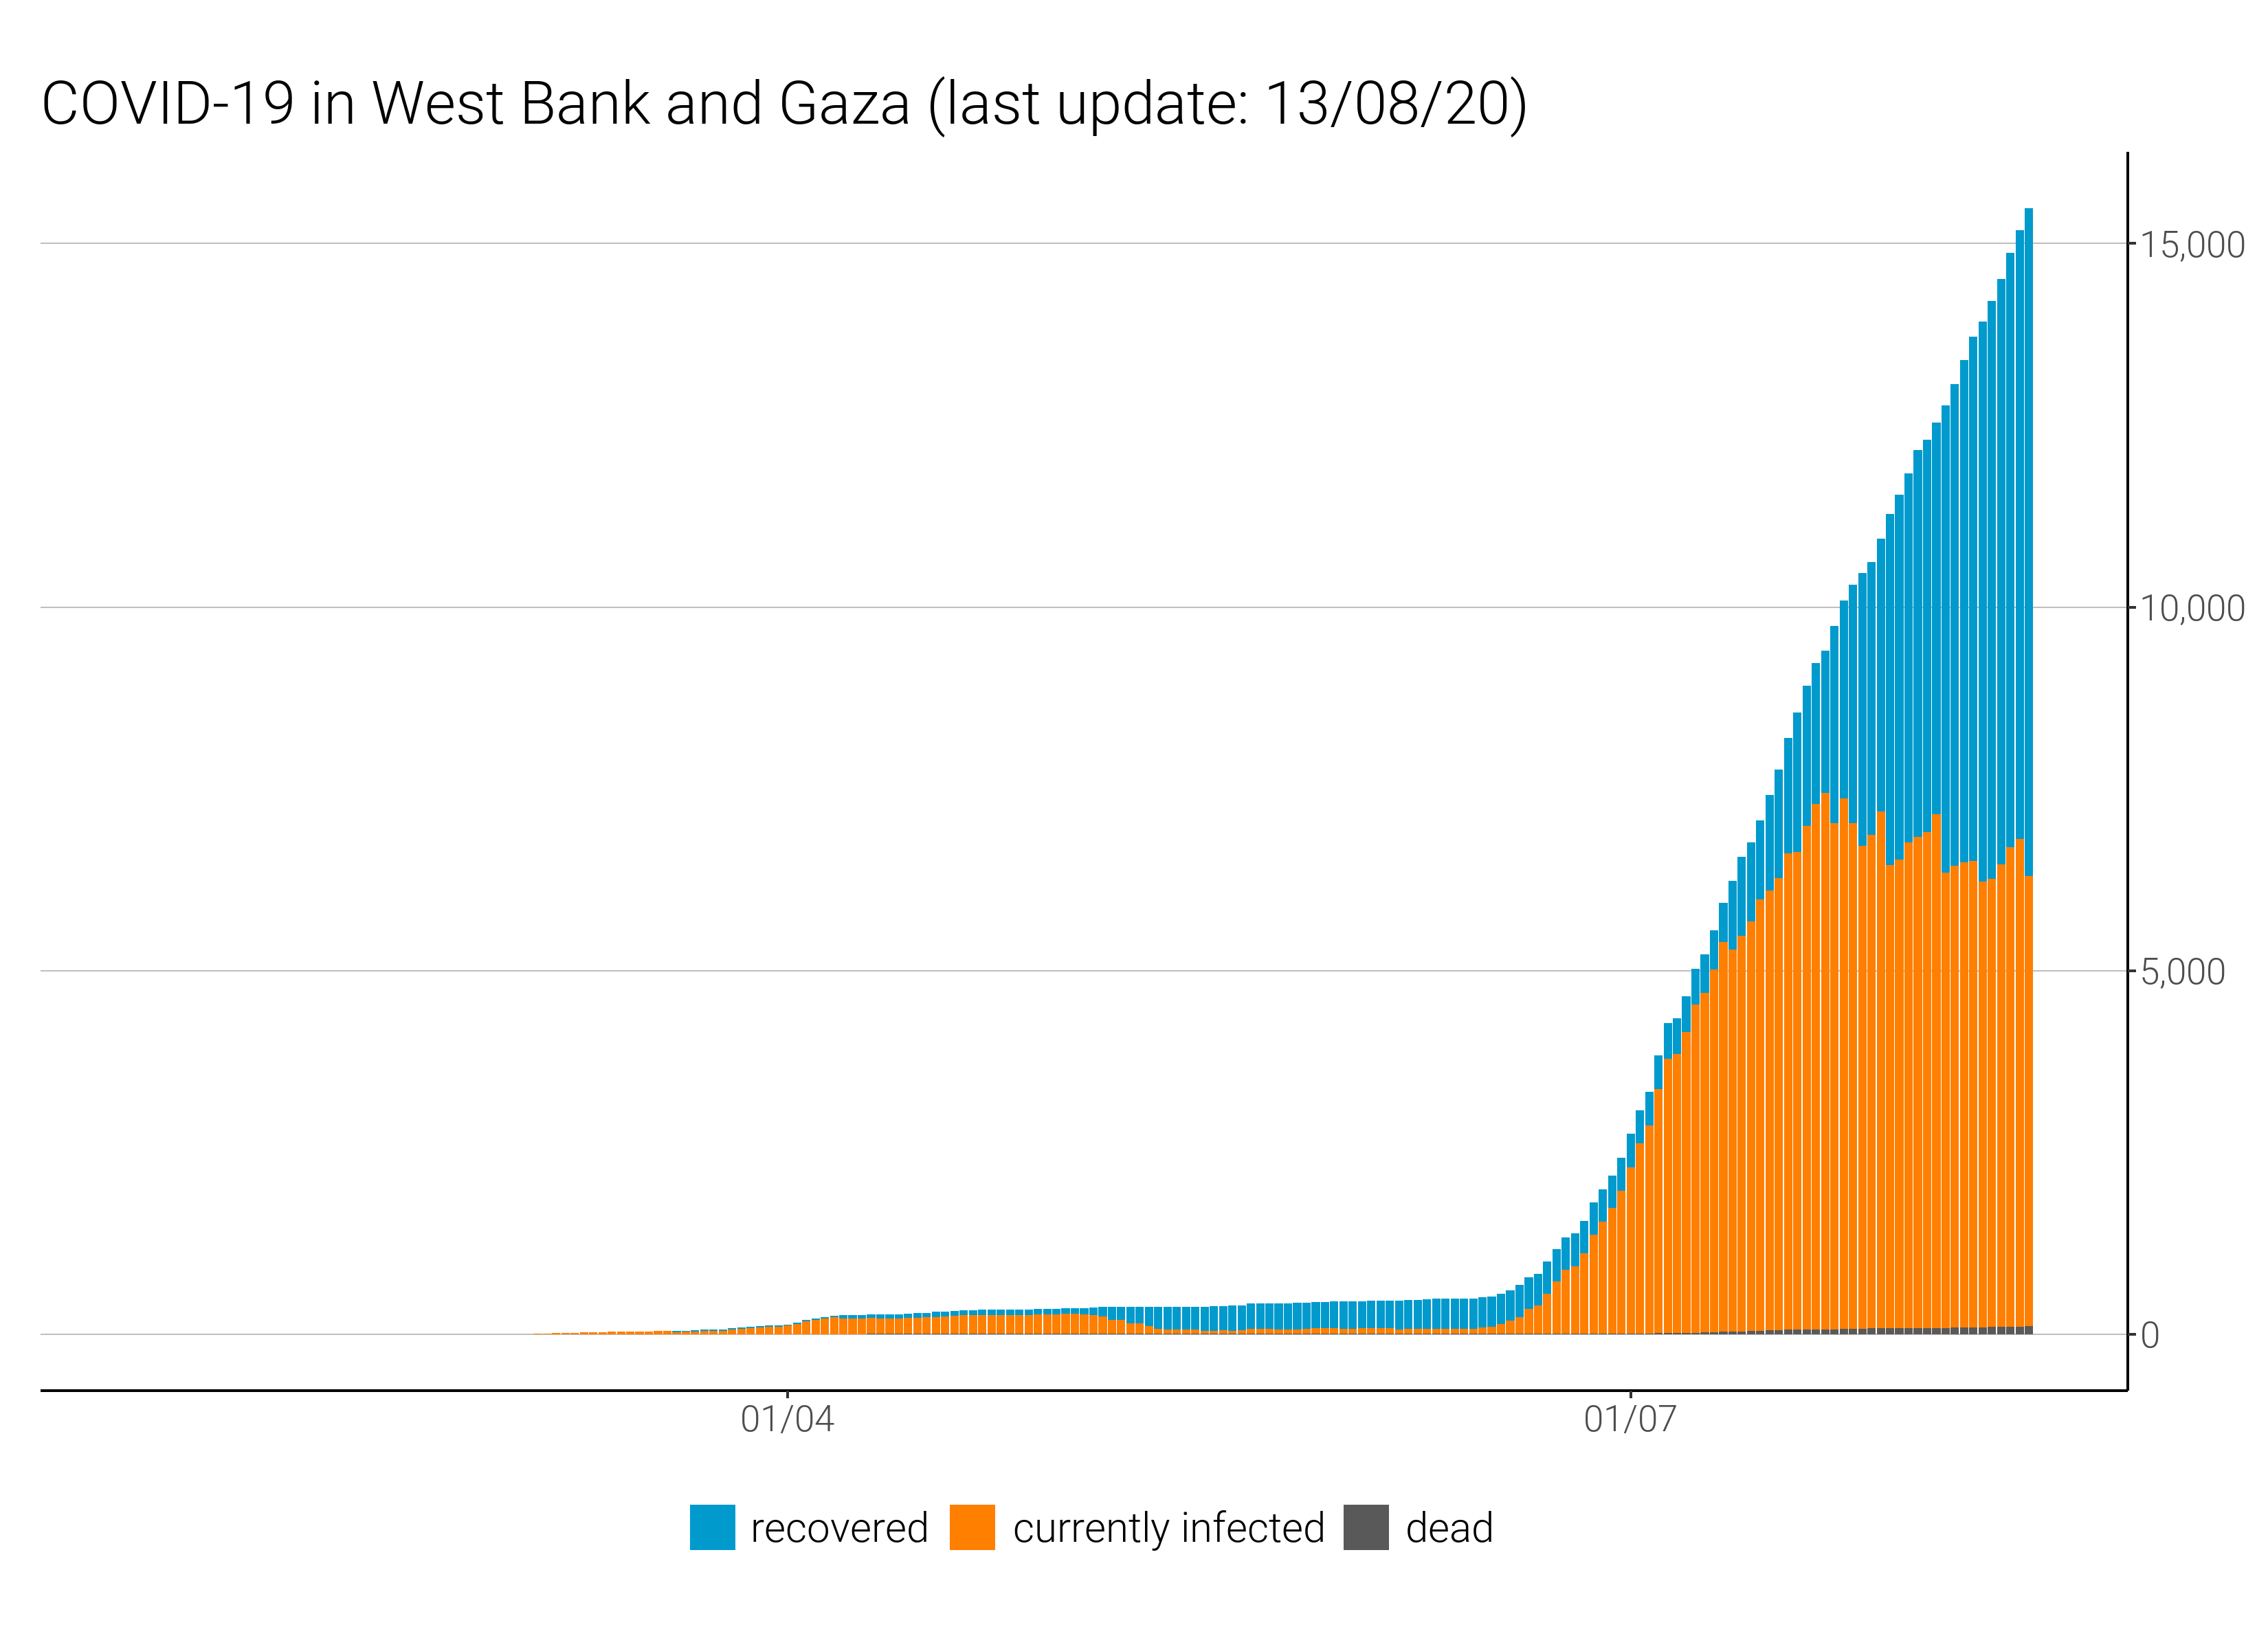 COVID-19 in West Bank and Gaza (last update: 13/08/20)
15,000
10,000
5,000
0
01/04 01/07
recovered currently infected dead